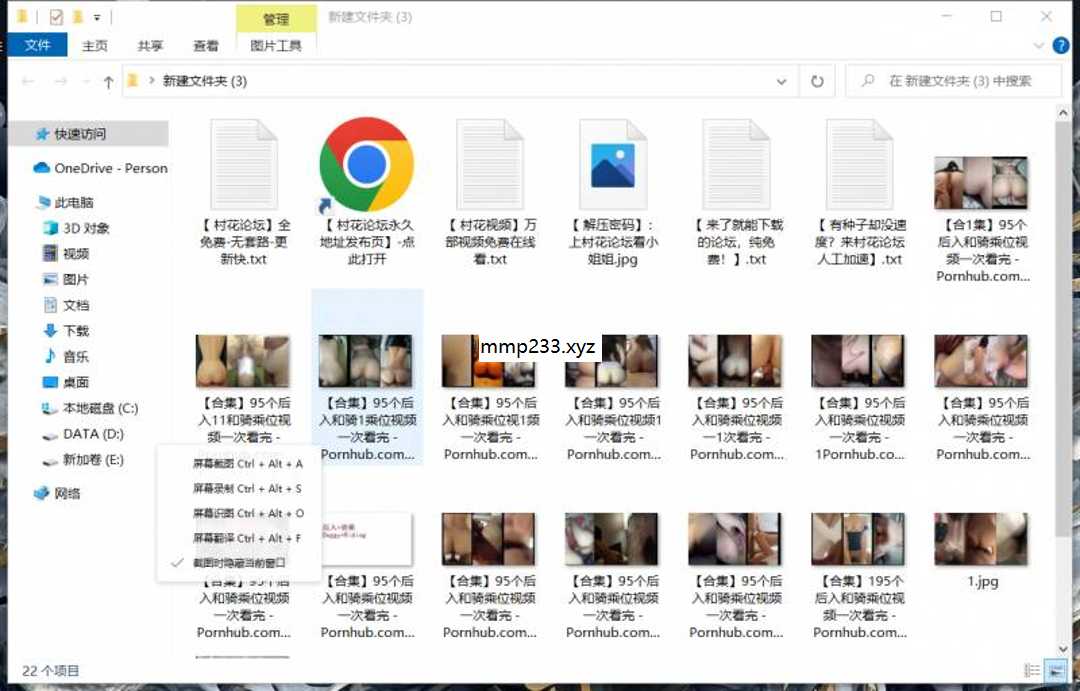 管理
新建文件夹 (3)
文件
主页
共享
查看
图片工具
新建文件夹 (3)
在 新建文件夹 (3) 中搜索
快速访问
OneDrive - Person
此电脑
3D 对象
视频
图片
文档
下载
音乐
桌面
本地磁盘 (C:)
DATA (D:)
新加卷 (E:)
网络
【 村花论坛】全
免费-无套路-更
新快.txt
【 村花论坛永久
地址发布页】-点
此打开
【 村花视频】万
部视频免费在线
看.txt
【 解压密码】:
上村花论坛看小
姐姐.jpg
【 来了就能下载
的论坛，纯免
费！】.txt
【 有种子却没速
度？来村花论坛
人工加速】.txt
【合1集】95个
后入和骑乘位视
频一次看完 -
Pornhub.com...
mmp233.xyz
【合集】95个后
入11和骑乘位视
频一次看完 -
【合集】95个后
入和骑1乘位视频
一次看完 -
Pornhub.com...
【合集】95个后
入和骑乘位视1频
一次看完 -
Pornhub.com...
【合集】95个后
入和骑乘位视频1
一次看完 -
Pornhub.com...
【合集】95个后
入和骑乘位视频
一1次看完 -
Pornhub.com...
【合集】95个后
入和骑乘位视频
一次看完 -
1Pornhub.com...
【合集】95个后
入和骑乘位视频
一次看完 -
Pornhub.com...
屏幕截图 Ctrl + Alt + A
屏幕录制 Ctrl + Alt + S
屏幕识图 Ctrl + Alt + O
屏幕翻译 Ctrl + Alt + F
截图时隐藏当前窗口
【合集】95个后
入和骑乘位视频
一次看完 -
Pornhub.com...
【合集】95个后
入和骑乘位视频
一次看完 -
Pornhub.com...
【合集】95个后
入和骑乘位视频
一次看完 -
Pornhub.com...
【合集】95个后
入和骑乘位视频
一次看完 -
Pornhub.com...
【合集】95个后
入和骑乘位视频
一次看完 -
Pornhub.com...
【合集】195个
后入和骑乘位视
频一次看完 -
Pornhub.com...
1.jpg
22 个项目